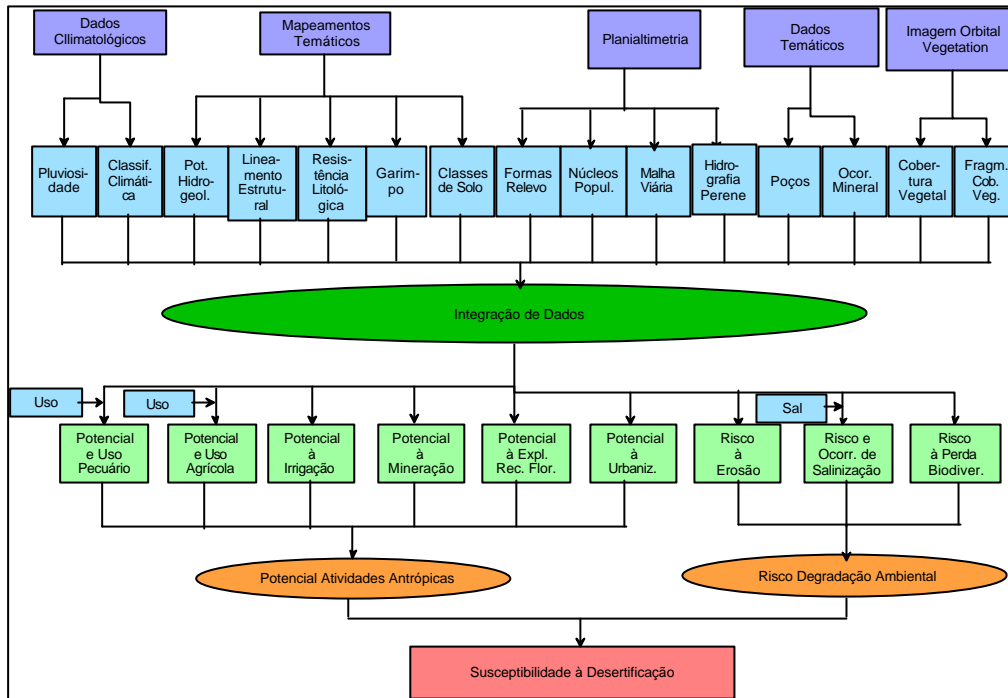 Dados
Cllimatológicos
Mapeamentos
Temáticos
Planialtimetria
Dados
Temáticos
Imagem Orbital
Vegetation
Pluviosi-
dade
Classif.
Climáti-
ca
Pot.
Hidro-
geol.
Linea-
mento
Estrutu-
ral
Resis-
tência
Litoló-
gica
Garim-
po
Classes
de Solo
Formas
Relevo
Núcleos
Popul.
Malha
Viária
Hidro-
grafia
Perene
Poços
Ocor.
Mineral
Cober-
tura
Vegetal
Fragm.
Cob.
Veg.
Integração de Dados
Uso
Uso
Sal
Potencial
e Uso
Pecuário
Potencial
e Uso
Agrícola
Potencial
à
Irrigação
Potencial
à
Mineração
Potencial
à Expl.
Rec. Flor.
Potencial
à
Urbaniz.
Risco
à
Erosão
Risco e
Ocorr. de
Salinização
Risco
à Perda
Biodiver.
Potencial Atividades Antrópicas
Risco Degradação Ambiental
Susceptibilidade à Desertificação